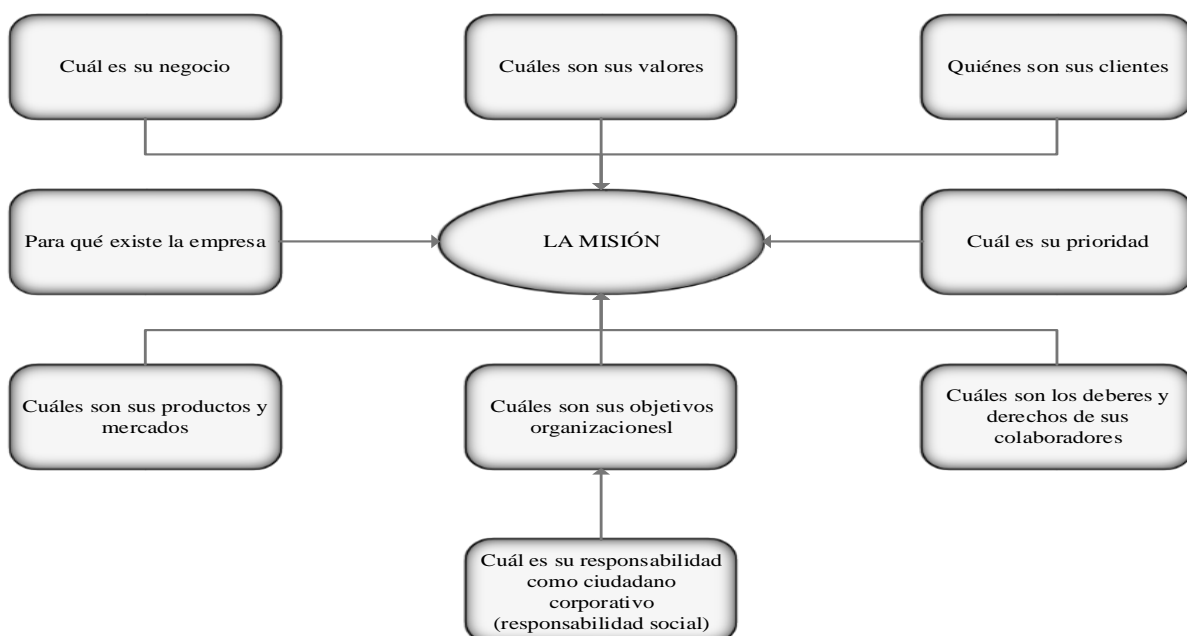 Cuál es su negocio
Cuáles son sus valores
Quiénes son sus clientes
Para qué existe la empresa
LA MISIÓN
Cuál es su prioridad
Cuáles son sus productos y
mercados
Cuáles son sus objetivos
organizacionesl
Cuáles son los deberes y
derechos de sus
colaboradores
Cuál es su responsabilidad
como ciudadano
corporativo
(responsabilidad social)